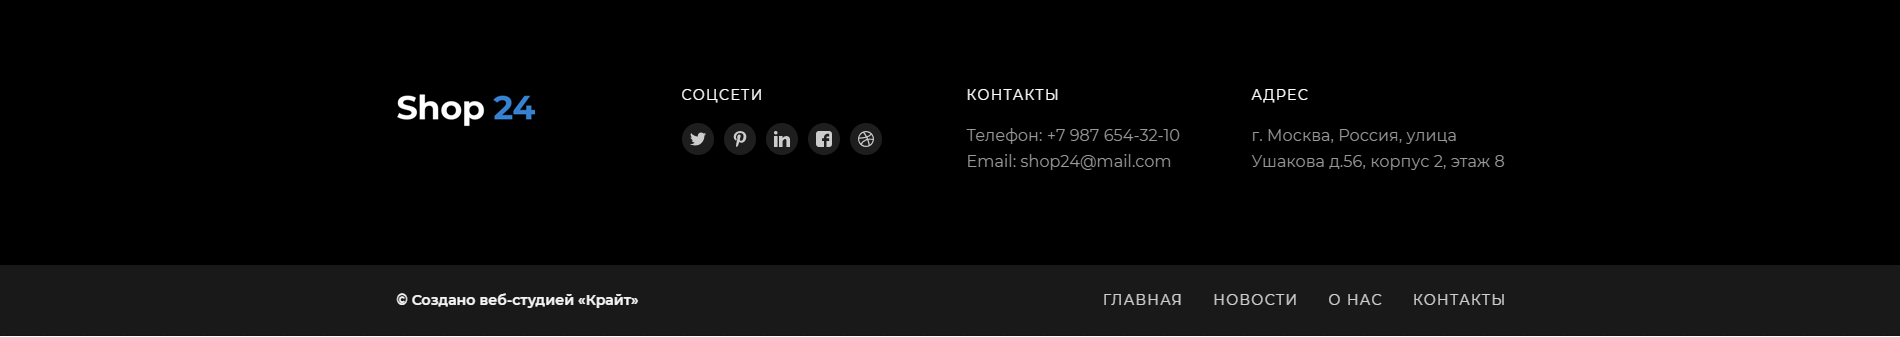 Shop 24
СОЦСЕТИ
КОНТАКТЫ
Телефон: +7 987 654-32-10
Email: shop24@mail.com
АДРЕС
г. Москва, Россия, улица
Ушакова д.56, корпус 2, этаж 8
© Создано веб-студией «Крайт»
ГЛАВНАЯ НОВОСТИ О НАС КОНТАКТЫ